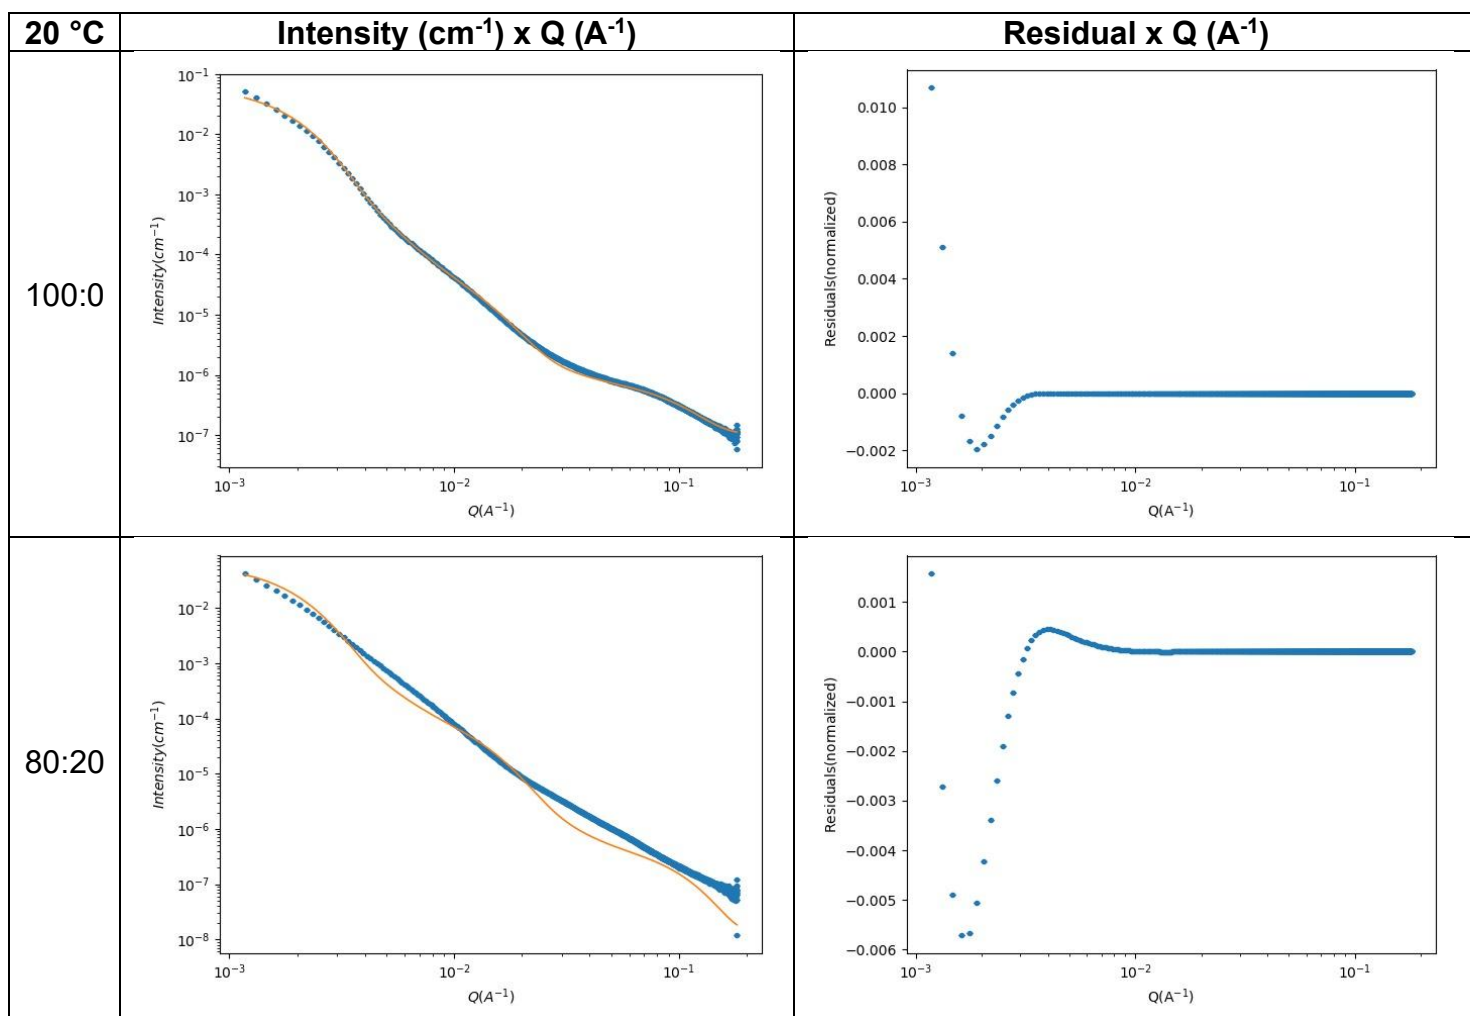 20 °C
Intensity (cm⁻¹) x Q (A⁻¹)
Residual x Q (A⁻¹)
100:0
10⁻¹
10⁻²
10⁻³
10⁻⁴
10⁻⁵
10⁻⁶
10⁻⁷
Intensity(cm⁻¹)
10⁻³ 10⁻² 10⁻¹
Q(A⁻¹)
0.010
0.008
0.006
0.004
0.002
0.000
−0.002
Residuals(normalized)
10⁻³ 10⁻² 10⁻¹
Q(A⁻¹)
80:20
10⁻²
10⁻³
10⁻⁴
10⁻⁵
10⁻⁶
10⁻⁷
10⁻⁸
Intensity(cm⁻¹)
10⁻³ 10⁻² 10⁻¹
Q(A⁻¹)
0.001
0.000
−0.001
−0.002
−0.003
−0.004
−0.005
−0.006
Residuals(normalized)
10⁻³ 10⁻² 10⁻¹
Q(A⁻¹)